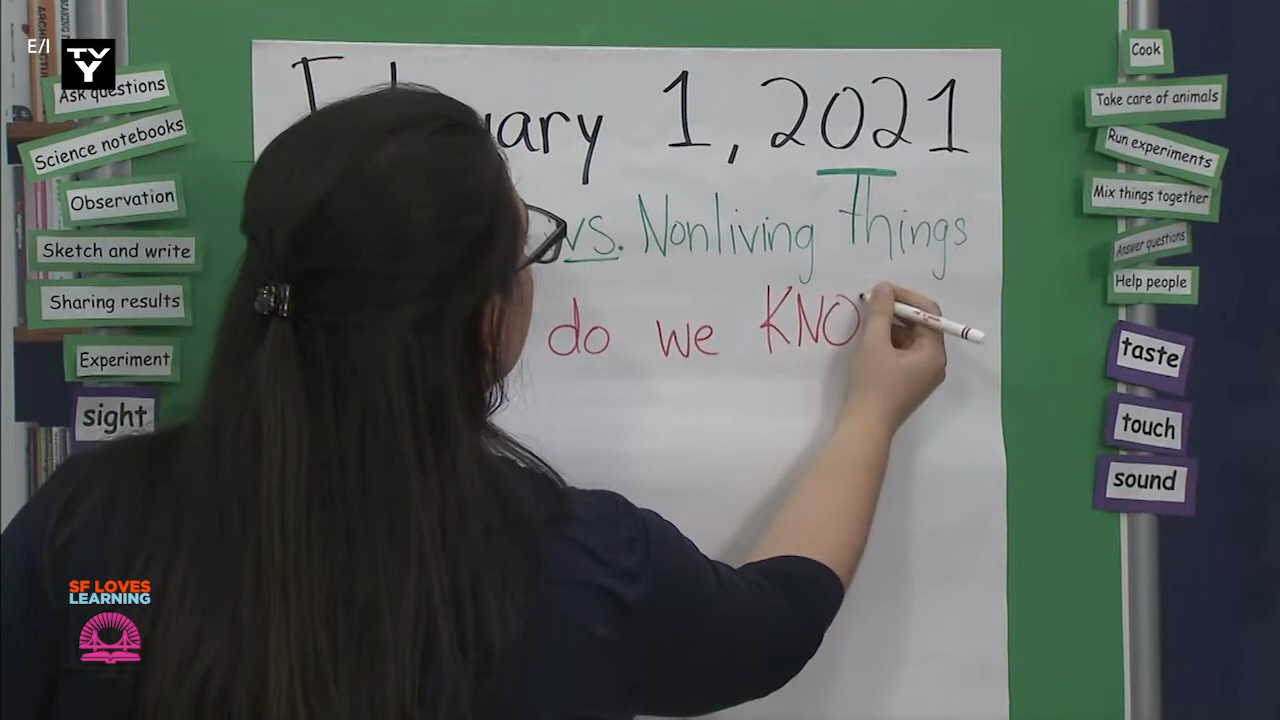 E/I
TV
Y
Ask questions
Science notebooks
Observation
Sketch and write
Sharing results
Experiment
sight
1, 2021
vs. Nonliving Things
do we KNO
Cook
Take care of animals
Run experiments
Mix things together
Answer questions
Help people
taste
touch
sound
SF LOVES
LEARNING